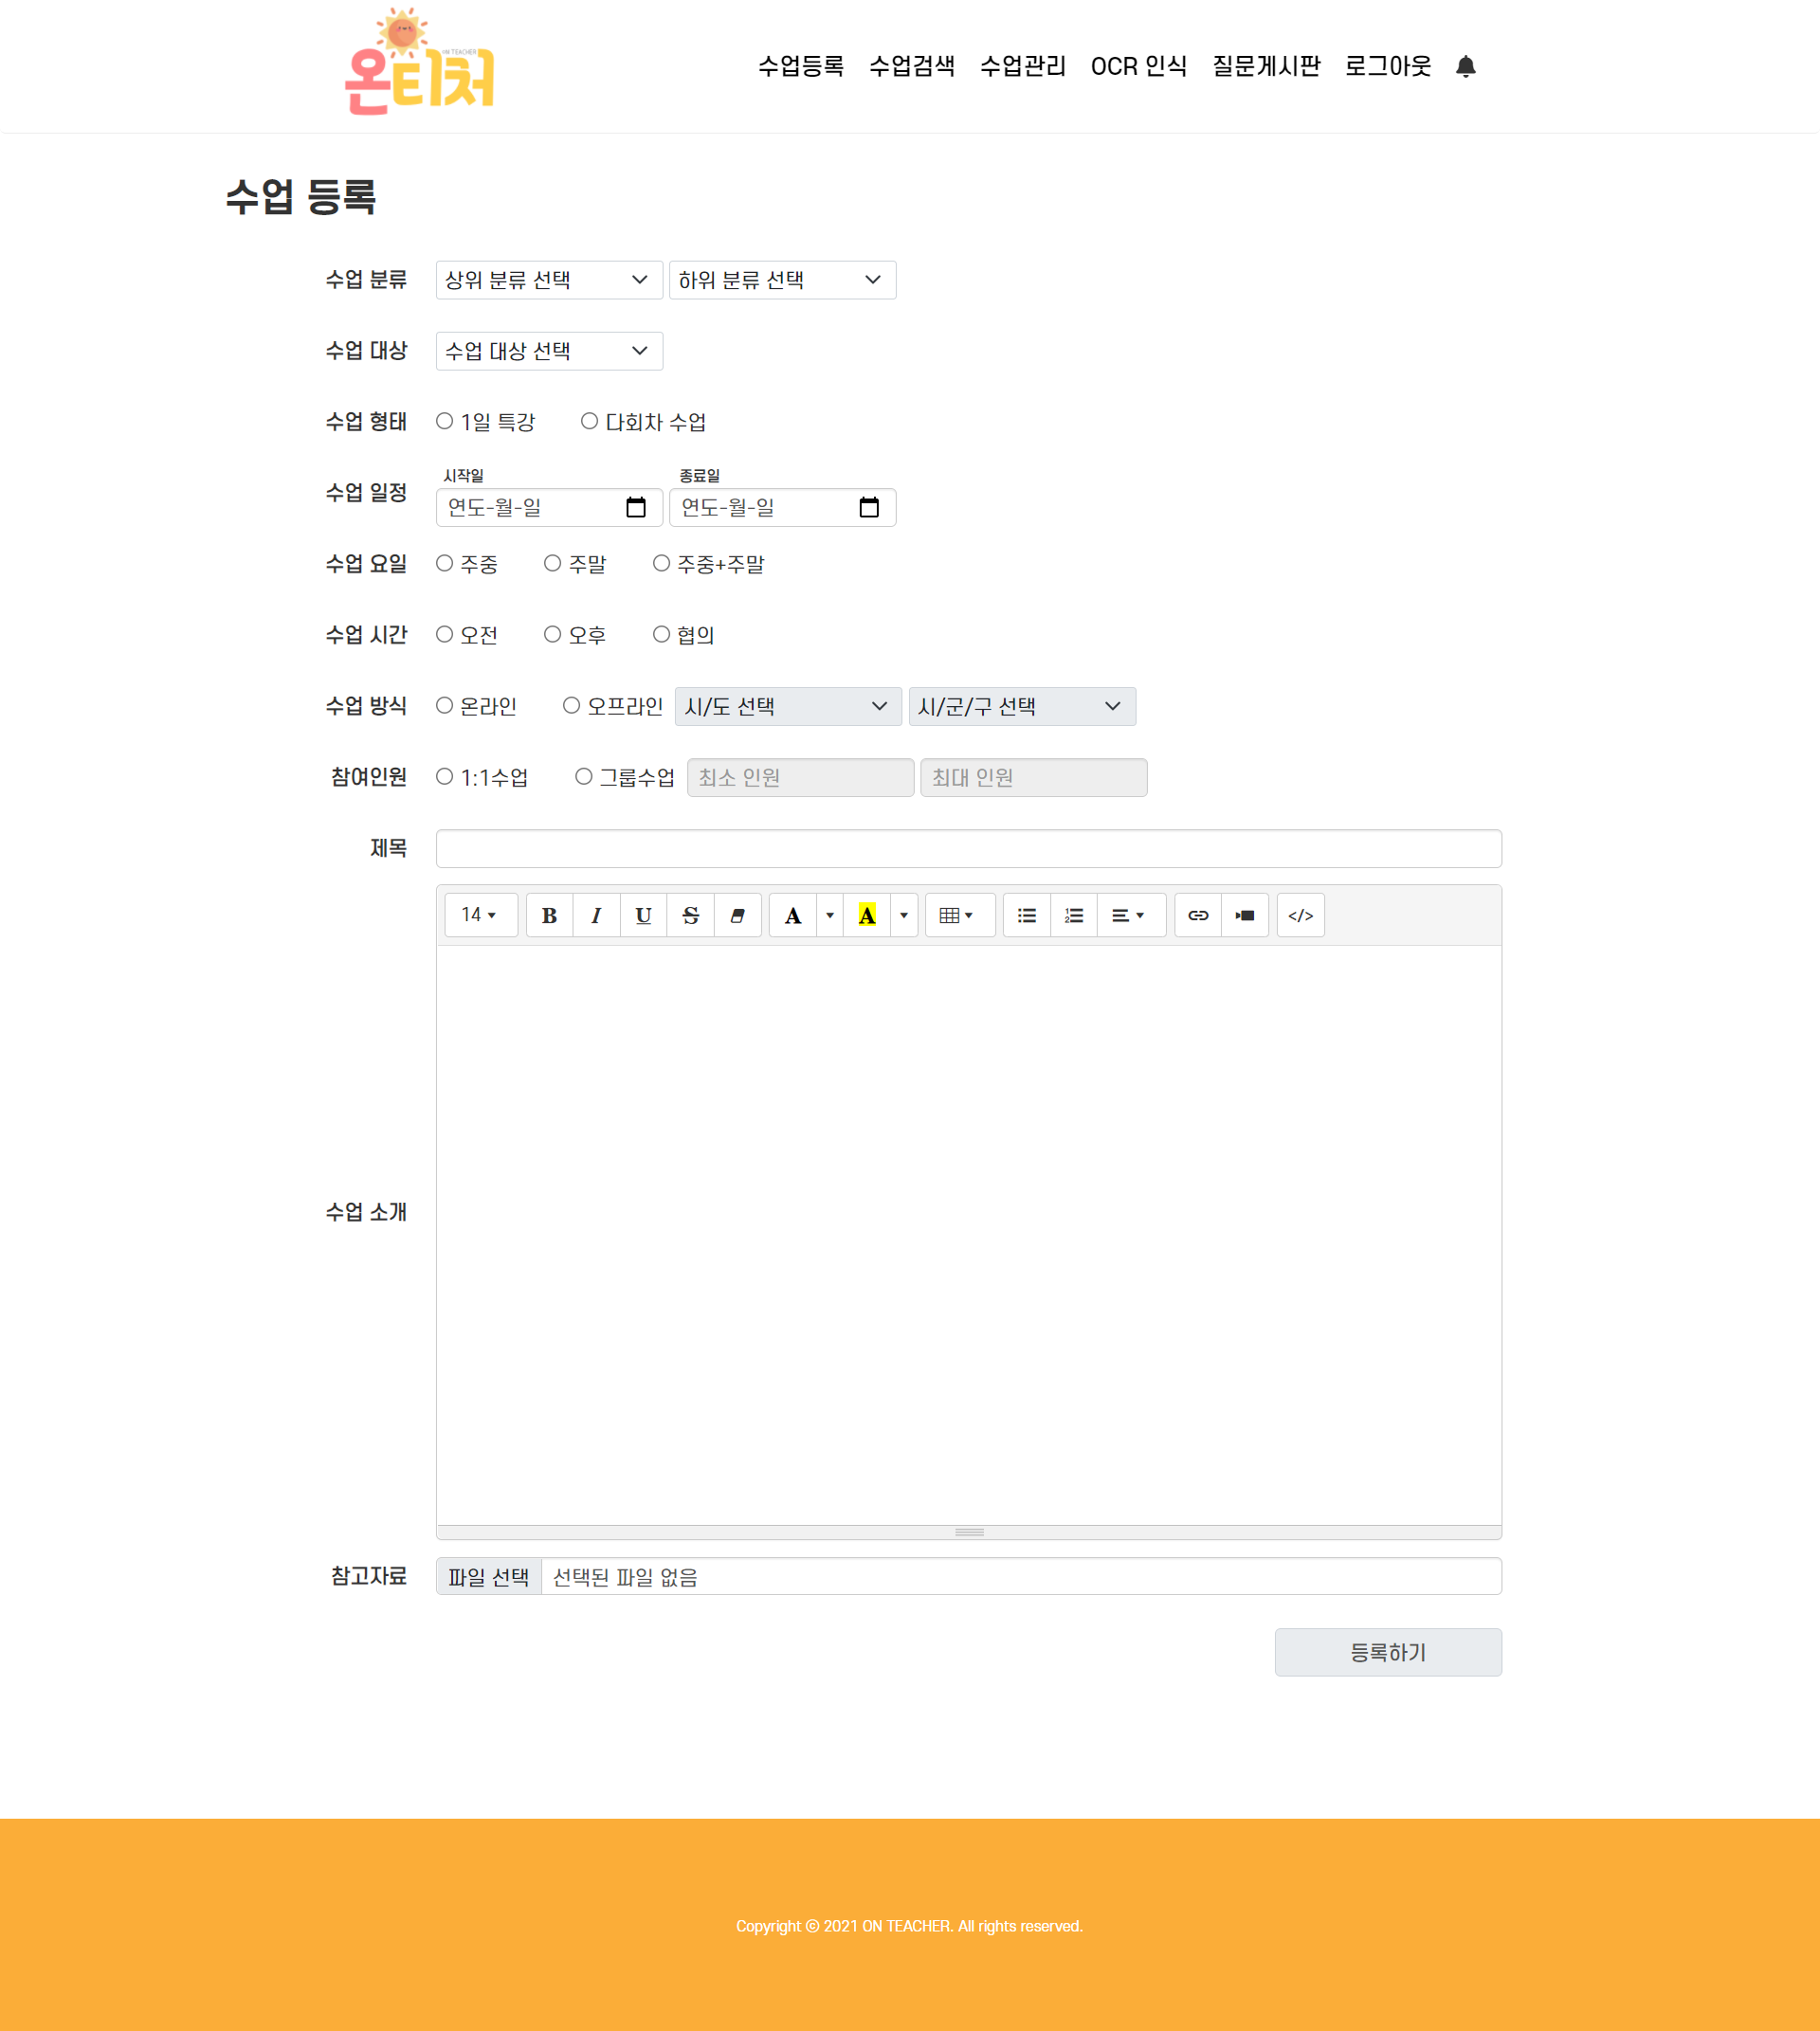 ON TEACHER
온티처
수업등록 수업검색 수업관리 OCR 인식 질문게시판 로그아웃
수업 등록
수업 분류 상위 분류 선택 하위 분류 선택
수업 대상 수업 대상 선택
수업 형태 1일 특강 다회차 수업
시작일 종료일
수업 일정 연도-월-일 연도-월-일
수업 요일 주중 주말 주중+주말
수업 시간 오전 오후 협의
수업 방식 온라인 오프라인 시/도 선택 시/군/구 선택
참여인원 1:1수업 그룹수업 최소 인원 최대 인원
제목
14 B I U S A A </>
수업 소개
참고자료 파일 선택 선택된 파일 없음
등록하기
Copyright ⓒ 2021 ON TEACHER. All rights reserved.